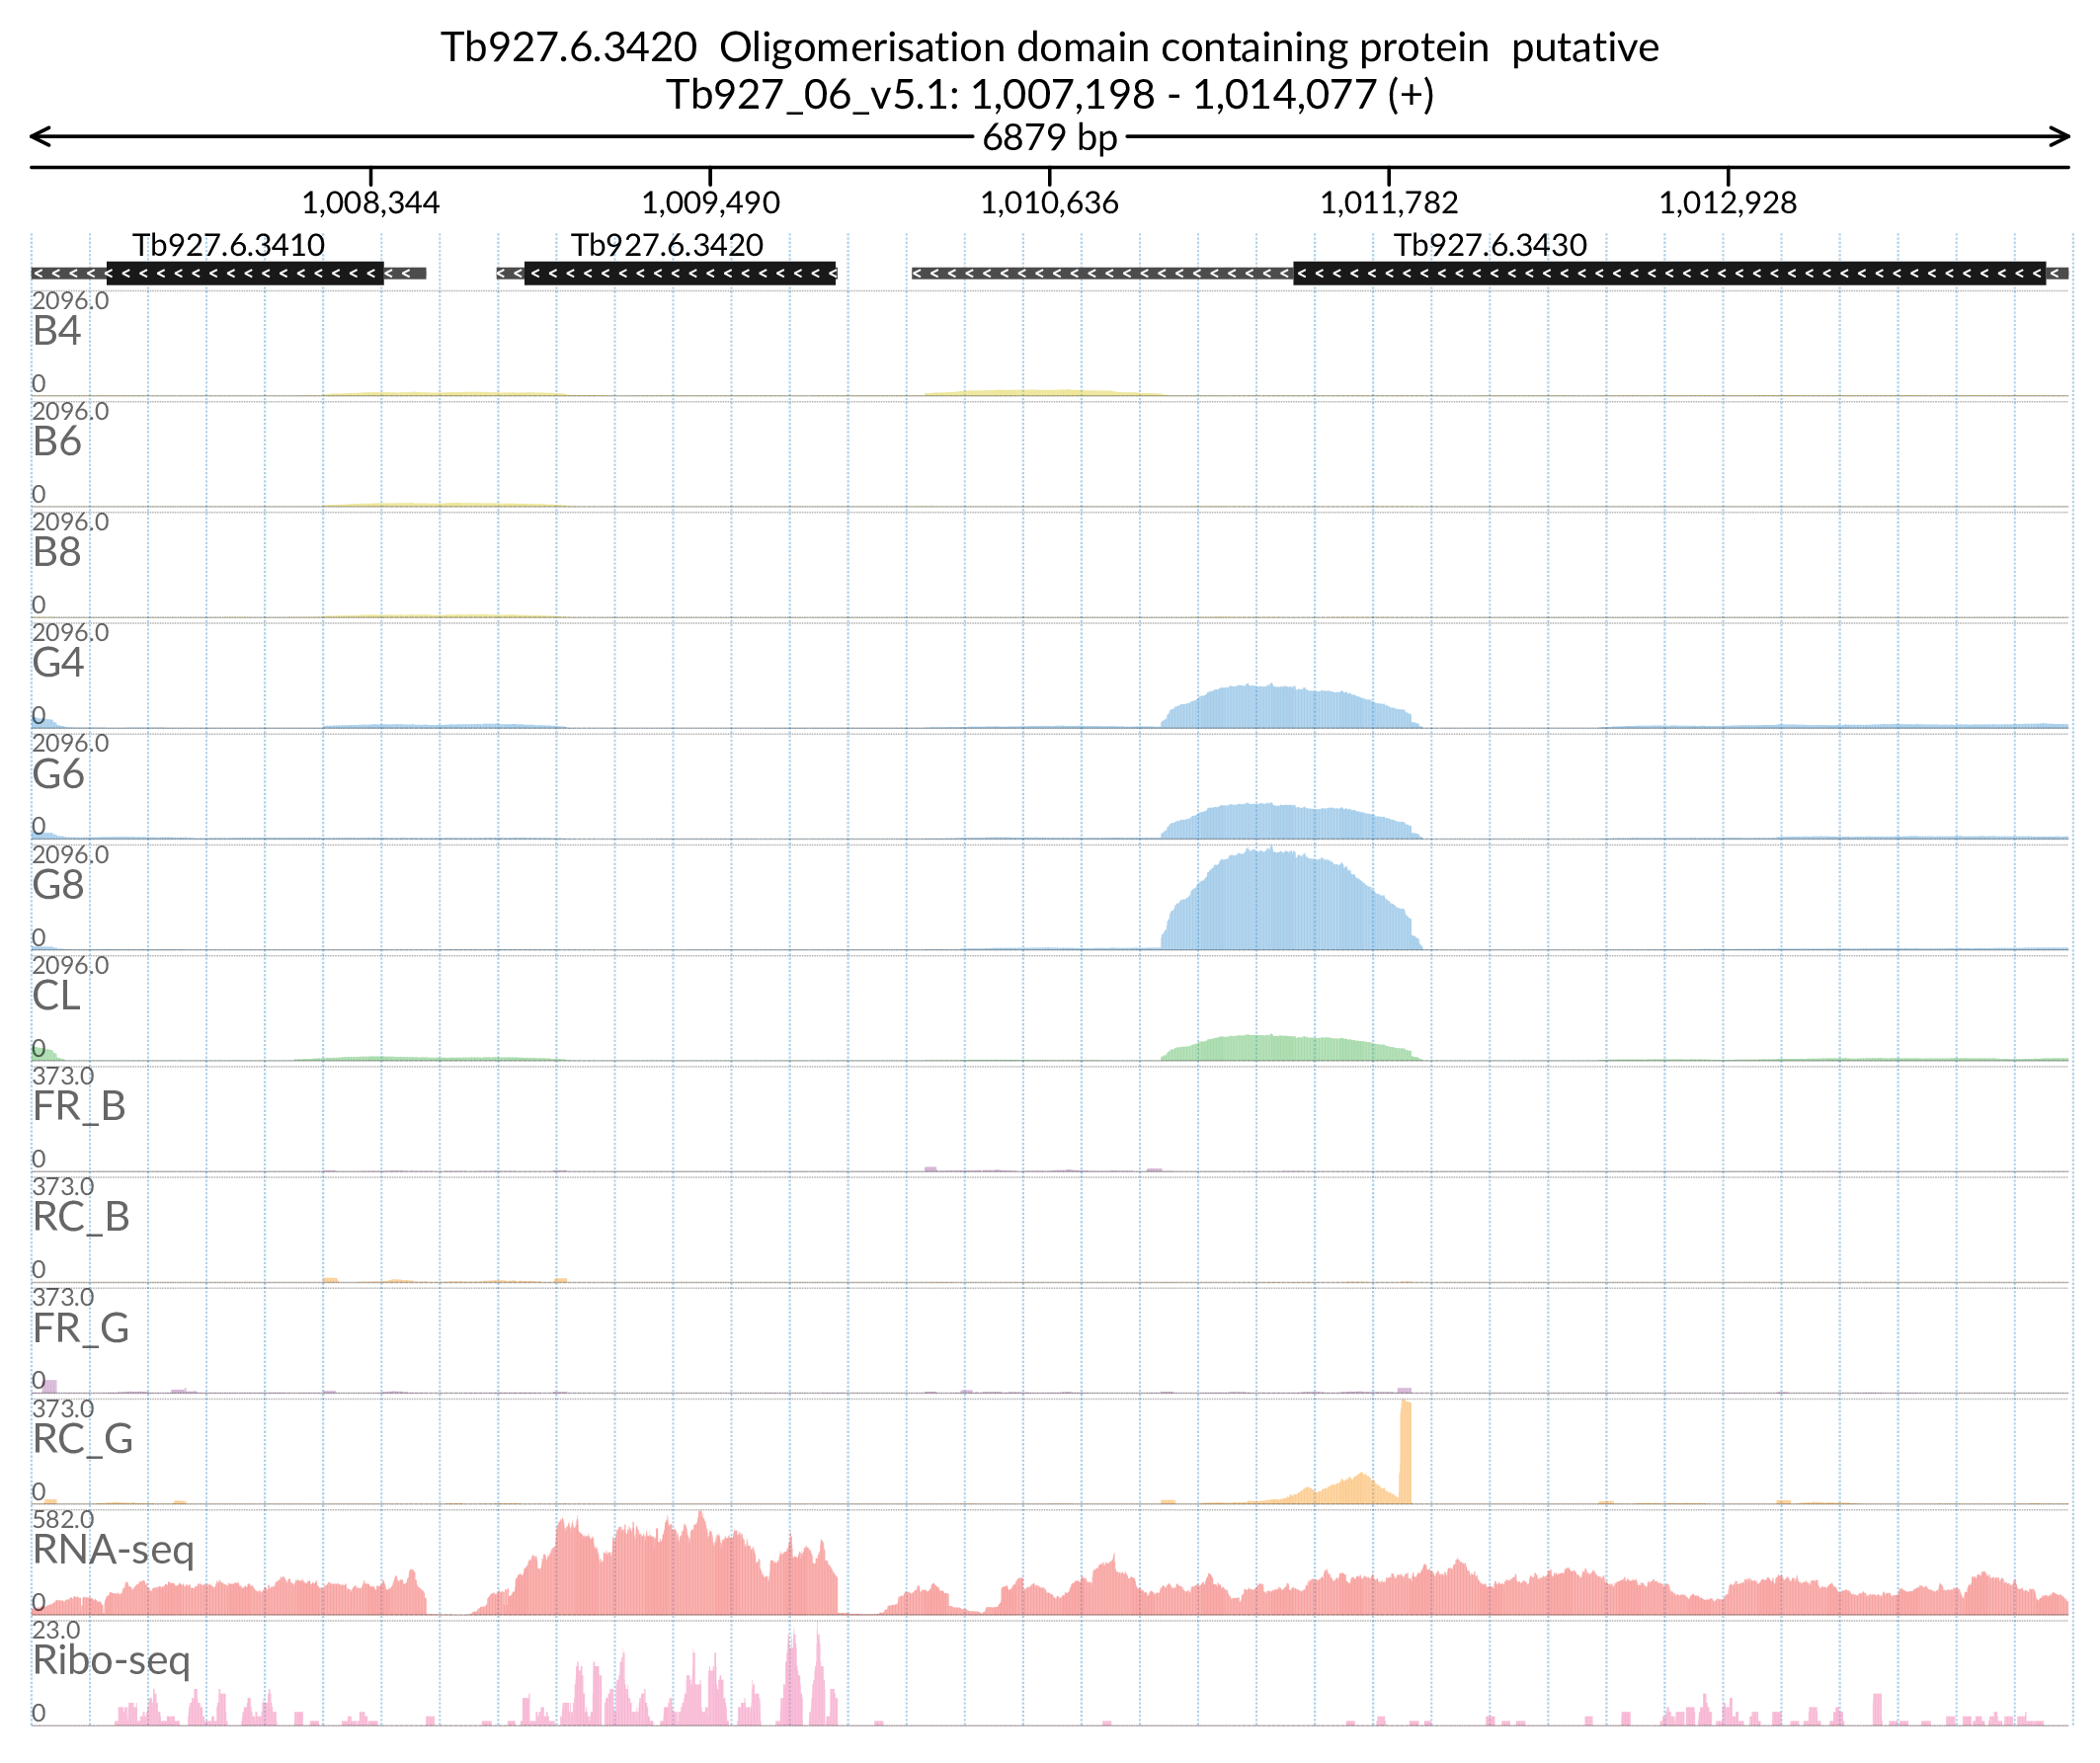 Tb927.6.3420  Oligomerisation domain containing protein  putative
Tb927_06_v5.1: 1,007,198 - 1,014,077 (+)
6879 bp
1,008,344 1,009,490 1,010,636 1,011,782 1,012,928
Tb927.6.3410 Tb927.6.3420 Tb927.6.3430
2096.0
B4
0
2096.0
B6
0
2096.0
B8
0
2096.0
G4
0
2096.0
G6
0
2096.0
G8
0
2096.0
CL
0
373.0
FR_B
0
373.0
RC_B
0
373.0
FR_G
0
373.0
RC_G
0
582.0
RNA-seq
0
23.0
Ribo-seq
0